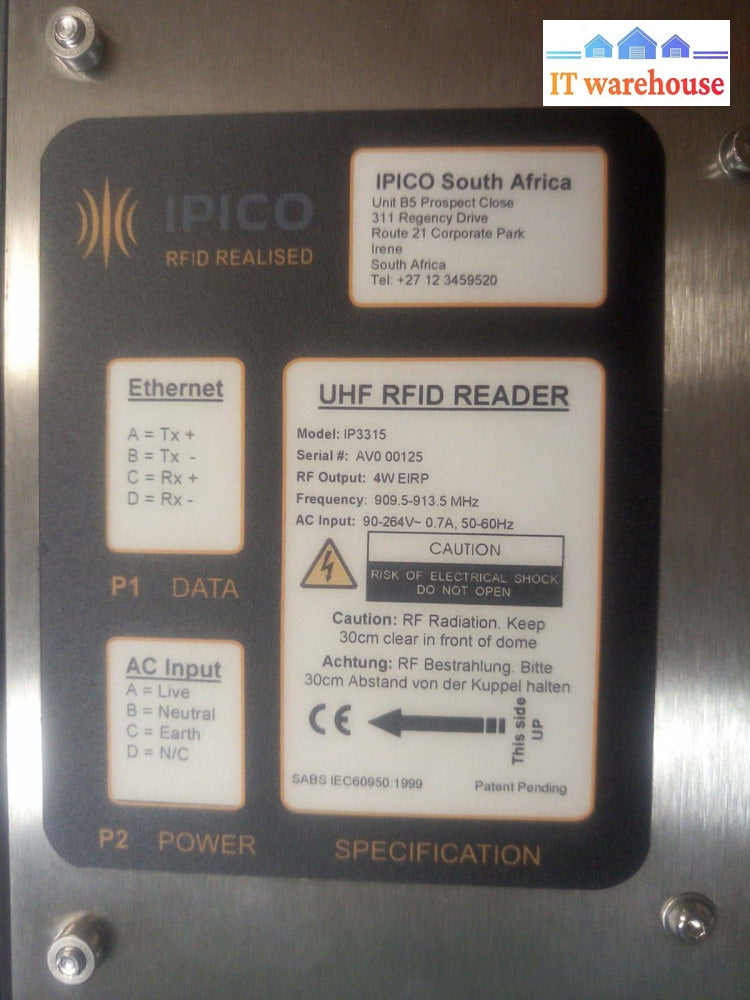 IT warehouse
IPICO
RFID REALISED
IPICO South Africa
Unit B5 Prospect Close
311 Regency Drive
Route 21 Corporate Park
Irene
South Africa
Tel: +27 12 3459520
Ethernet
A = Tx +
B = Tx -
C = Rx +
D = Rx -
P1 DATA
AC Input
A = Live
B = Neutral
C = Earth
D = N/C
P2 POWER
UHF RFID READER
Model: IP3315
Serial #: AV0 00125
RF Output: 4W EIRP
Frequency: 909.5-913.5 MHz
AC Input: 90-264V~ 0.7A, 50-60Hz
CAUTION
RISK OF ELECTRICAL SHOCK
DO NOT OPEN
Caution: RF Radiation. Keep
30cm clear in front of dome
Achtung: RF Bestrahlung. Bitte
30cm Abstand von der Kuppel halten
CE
This side
UP
SABS IEC60950:1999
Patent Pending
SPECIFICATION